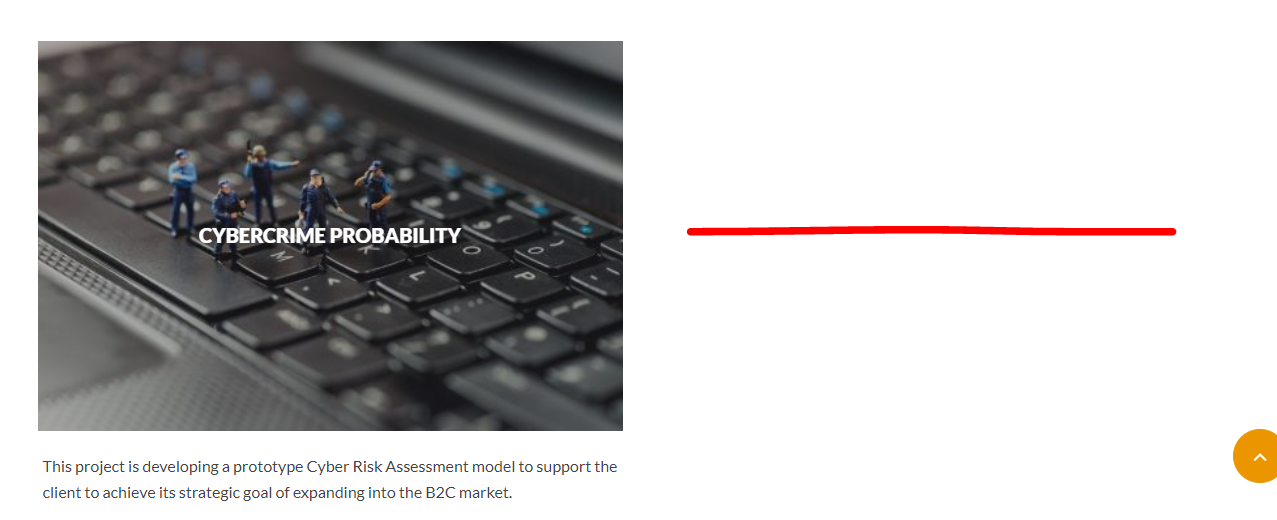 CYBERCRIME PROBABILITY
This project is developing a prototype Cyber Risk Assessment model to support the
client to achieve its strategic goal of expanding into the B2C market.